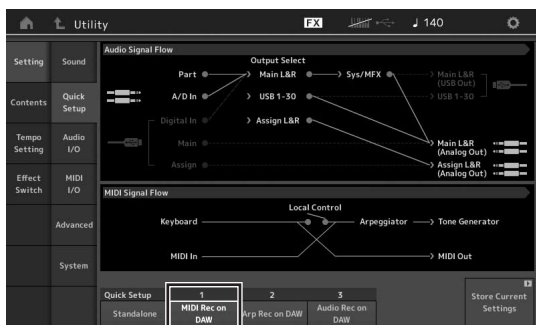 Utility
FX
♩ 140
Setting
Sound
Contents
Quick
Setup
Tempo
Setting
Audio
I/O
Effect
Switch
MIDI
I/O
Advanced
System
Audio Signal Flow
Output Select
Part
Main L&R
Sys/MFX
Main L&R
(USB Out)
A/D In
USB 1-30
USB 1-30
Digital In
Assign L&R
Main
Main L&R
(Analog Out)
Assign
Assign L&R
(Analog Out)
MIDI Signal Flow
Local Control
Keyboard
Arpeggiator
Tone Generator
MIDI In
MIDI Out
Quick Setup
1
2
3
Standalone
MIDI Rec on
DAW
Arp Rec on DAW
Audio Rec on
DAW
Store Current
Settings